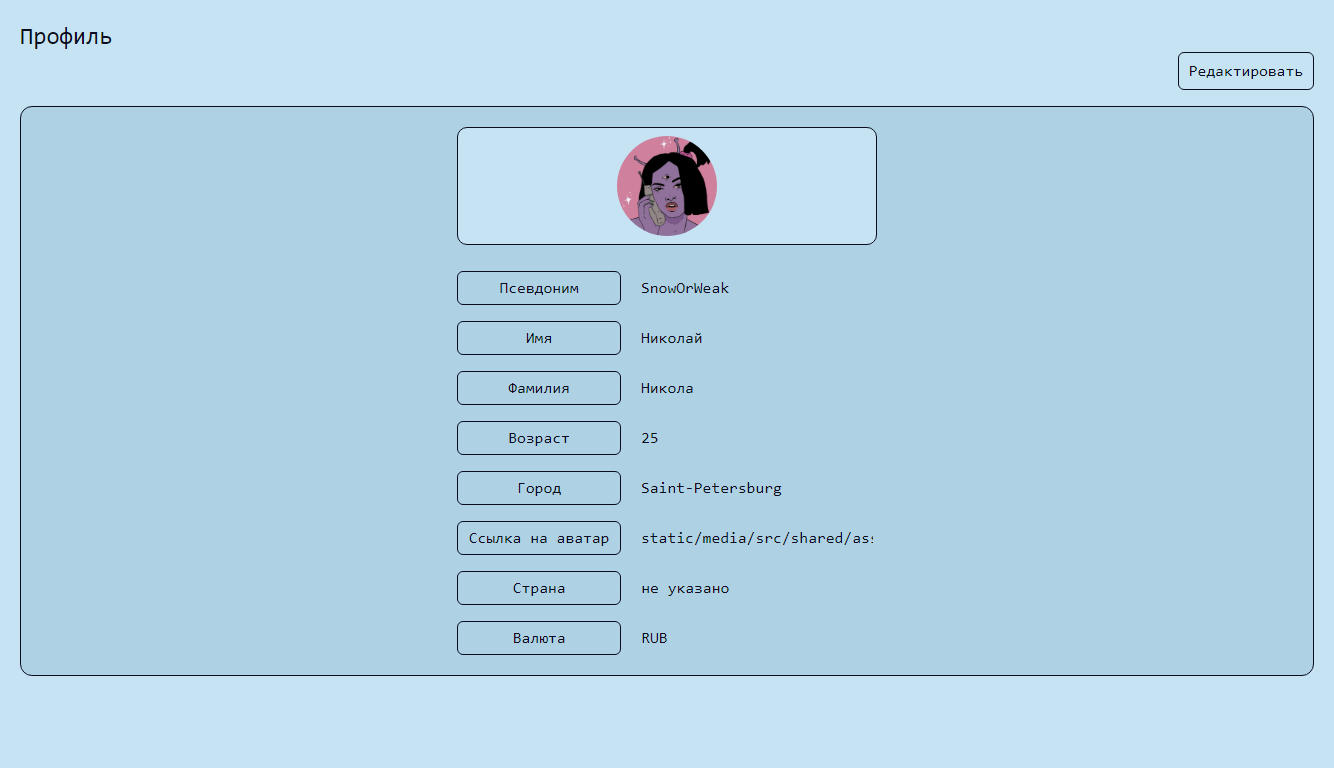 Профиль
Редактировать
Псевдоним SnowOrWeak
Имя Николай
Фамилия Никола
Возраст 25
Город Saint-Petersburg
Ссылка на аватар static/media/src/shared/as
Страна не указано
Валюта RUB